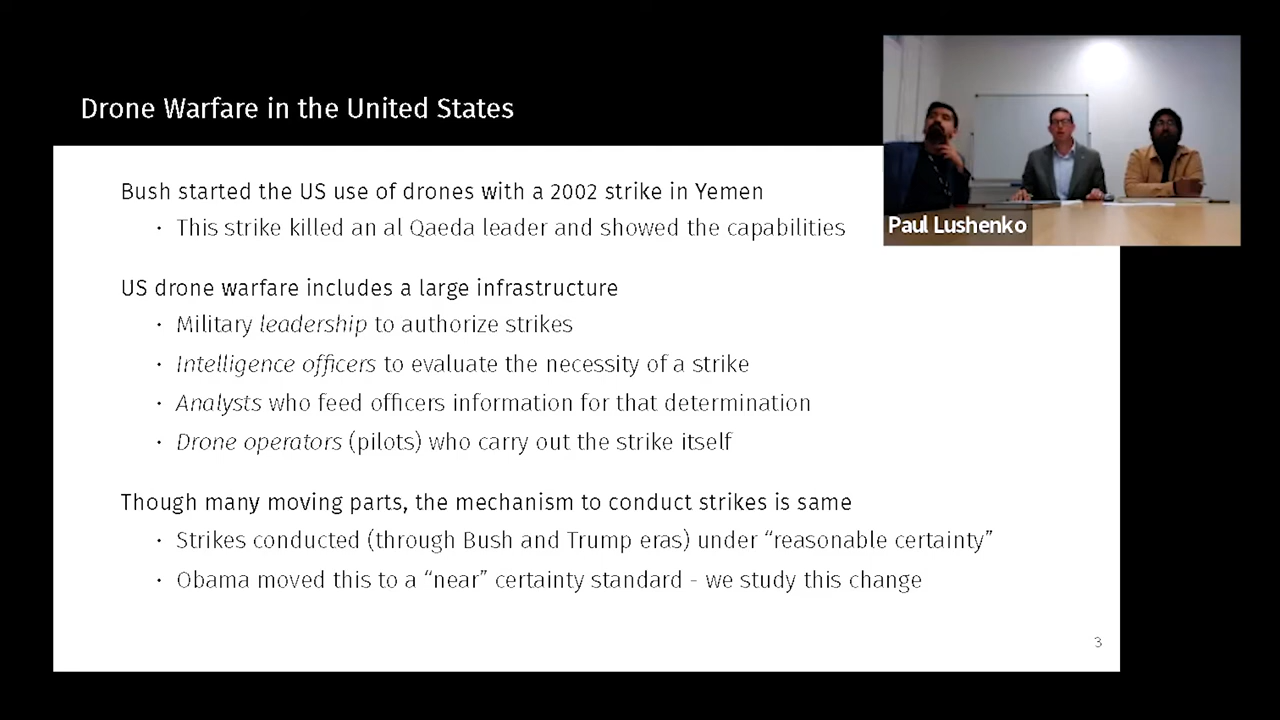 Drone Warfare in the United States
Paul Lushenko
Bush started the US use of drones with a 2002 strike in Yemen
· This strike killed an al Qaeda leader and showed the capabilities
US drone warfare includes a large infrastructure
· Military leadership to authorize strikes
· Intelligence officers to evaluate the necessity of a strike
· Analysts who feed officers information for that determination
· Drone operators (pilots) who carry out the strike itself
Though many moving parts, the mechanism to conduct strikes is same
· Strikes conducted (through Bush and Trump eras) under “reasonable certainty”
· Obama moved this to a “near” certainty standard - we study this change
3